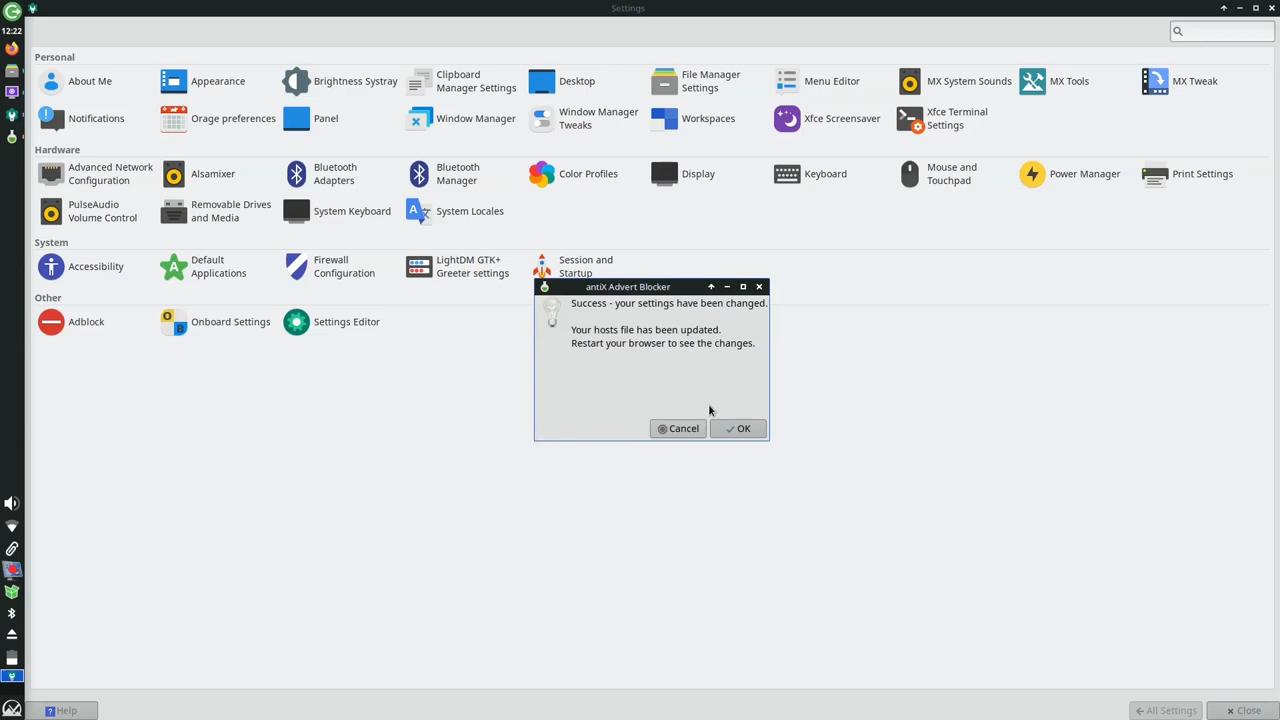 Settings
12:22
Personal
About Me
Appearance
Brightness Systray
Clipboard
Manager Settings
Desktop
File Manager
Settings
Menu Editor
MX System Sounds
MX Tools
MX Tweak
Notifications
Orage preferences
Panel
Window Manager
Window Manager
Tweaks
Workspaces
Xfce Screensaver
Xfce Terminal
Settings
Hardware
Advanced Network
Configuration
Alsamixer
Bluetooth
Adapters
Bluetooth
Manager
Color Profiles
Display
Keyboard
Mouse and
Touchpad
Power Manager
Print Settings
PulseAudio
Volume Control
Removable Drives
and Media
System Keyboard
System Locales
System
Accessibility
Default
Applications
Firewall
Configuration
LightDM GTK+
Greeter settings
Session and
Startup
Other
Adblock
Onboard Settings
Settings Editor
antiX Advert Blocker
Success - your settings have been changed.
Your hosts file has been updated.
Restart your browser to see the changes.
Cancel
OK
Help
All Settings
Close